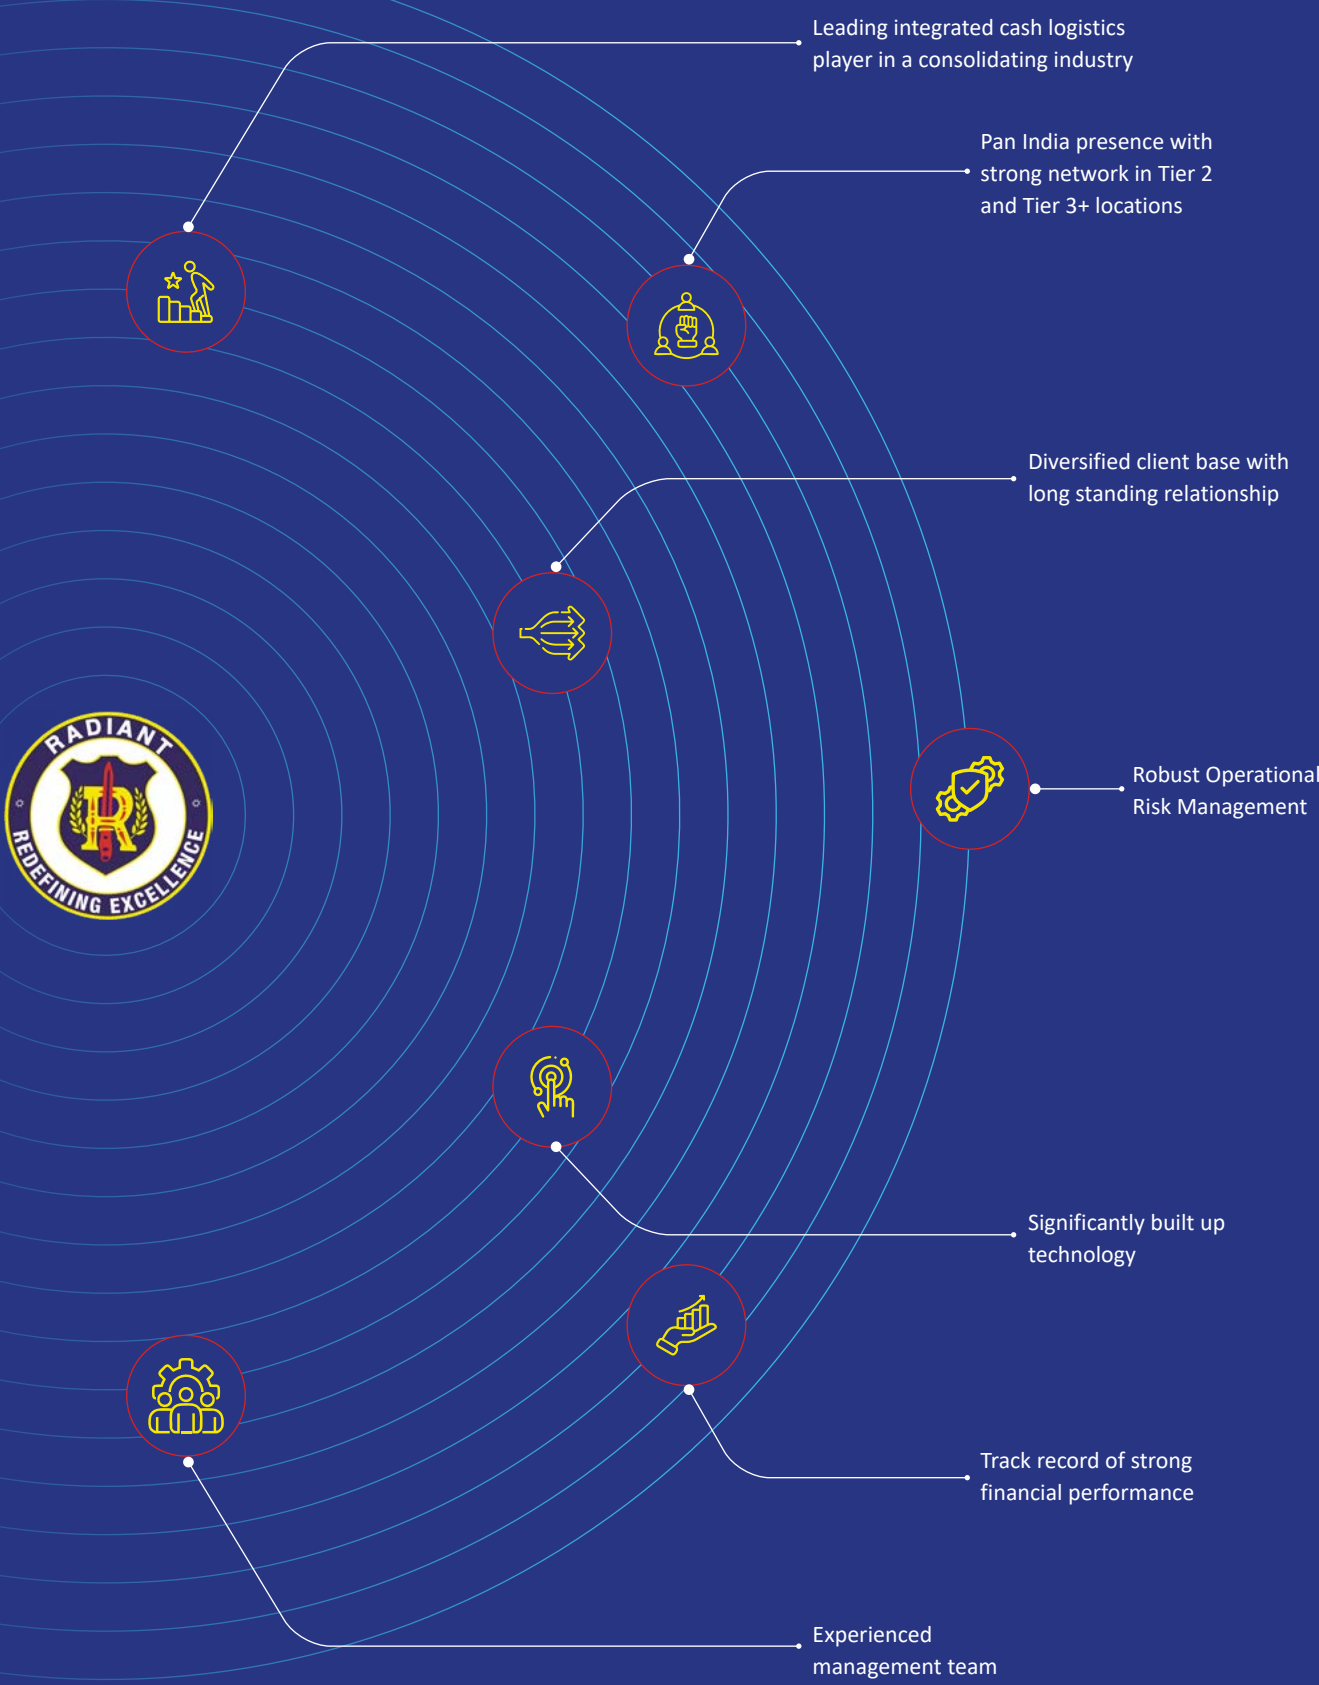 Leading integrated cash logistics
player in a consolidating industry
Pan India presence with
strong network in Tier 2
and Tier 3+ locations
Diversified client base with
long standing relationship
RADIANT
R
REDEFINING EXCELLENCE
Robust Operational
Risk Management
Significantly built up
technology
Track record of strong
financial performance
Experienced
management team